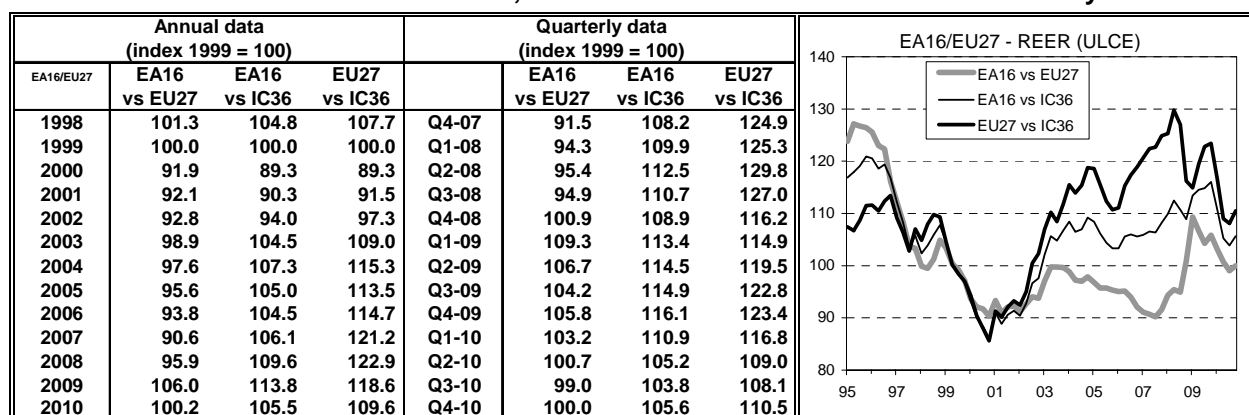 Annual data
(index 1999 = 100)
Quarterly data
(index 1999 = 100)
EA16/EU27 EA16 EA16 EU27 EA16 EA16 EU27
vs EU27 vs IC36 vs IC36 vs EU27 vs IC36 vs IC36
1998 101.3 104.8 107.7 Q4-07 91.5 108.2 124.9
1999 100.0 100.0 100.0 Q1-08 94.3 109.9 125.3
2000 91.9 89.3 89.3 Q2-08 95.4 112.5 129.8
2001 92.1 90.3 91.5 Q3-08 94.9 110.7 127.0
2002 92.8 94.0 97.3 Q4-08 100.9 108.9 116.2
2003 98.9 104.5 109.0 Q1-09 109.3 113.4 114.9
2004 97.6 107.3 115.3 Q2-09 106.7 114.5 119.5
2005 95.6 105.0 113.5 Q3-09 104.2 114.9 122.8
2006 93.8 104.5 114.7 Q4-09 105.8 116.1 123.4
2007 90.6 106.1 121.2 Q1-10 103.2 110.9 116.8
2008 95.9 109.6 122.9 Q2-10 100.7 105.2 109.0
2009 106.0 113.8 118.6 Q3-10 99.0 103.8 108.1
2010 100.2 105.5 109.6 Q4-10 100.0 105.6 110.5
EA16/EU27 - REER (ULCE)
EA16 vs EU27
EA16 vs IC36
EU27 vs IC36
140
130
120
110
100
90
80
95 97 99 01 03 05 07 09